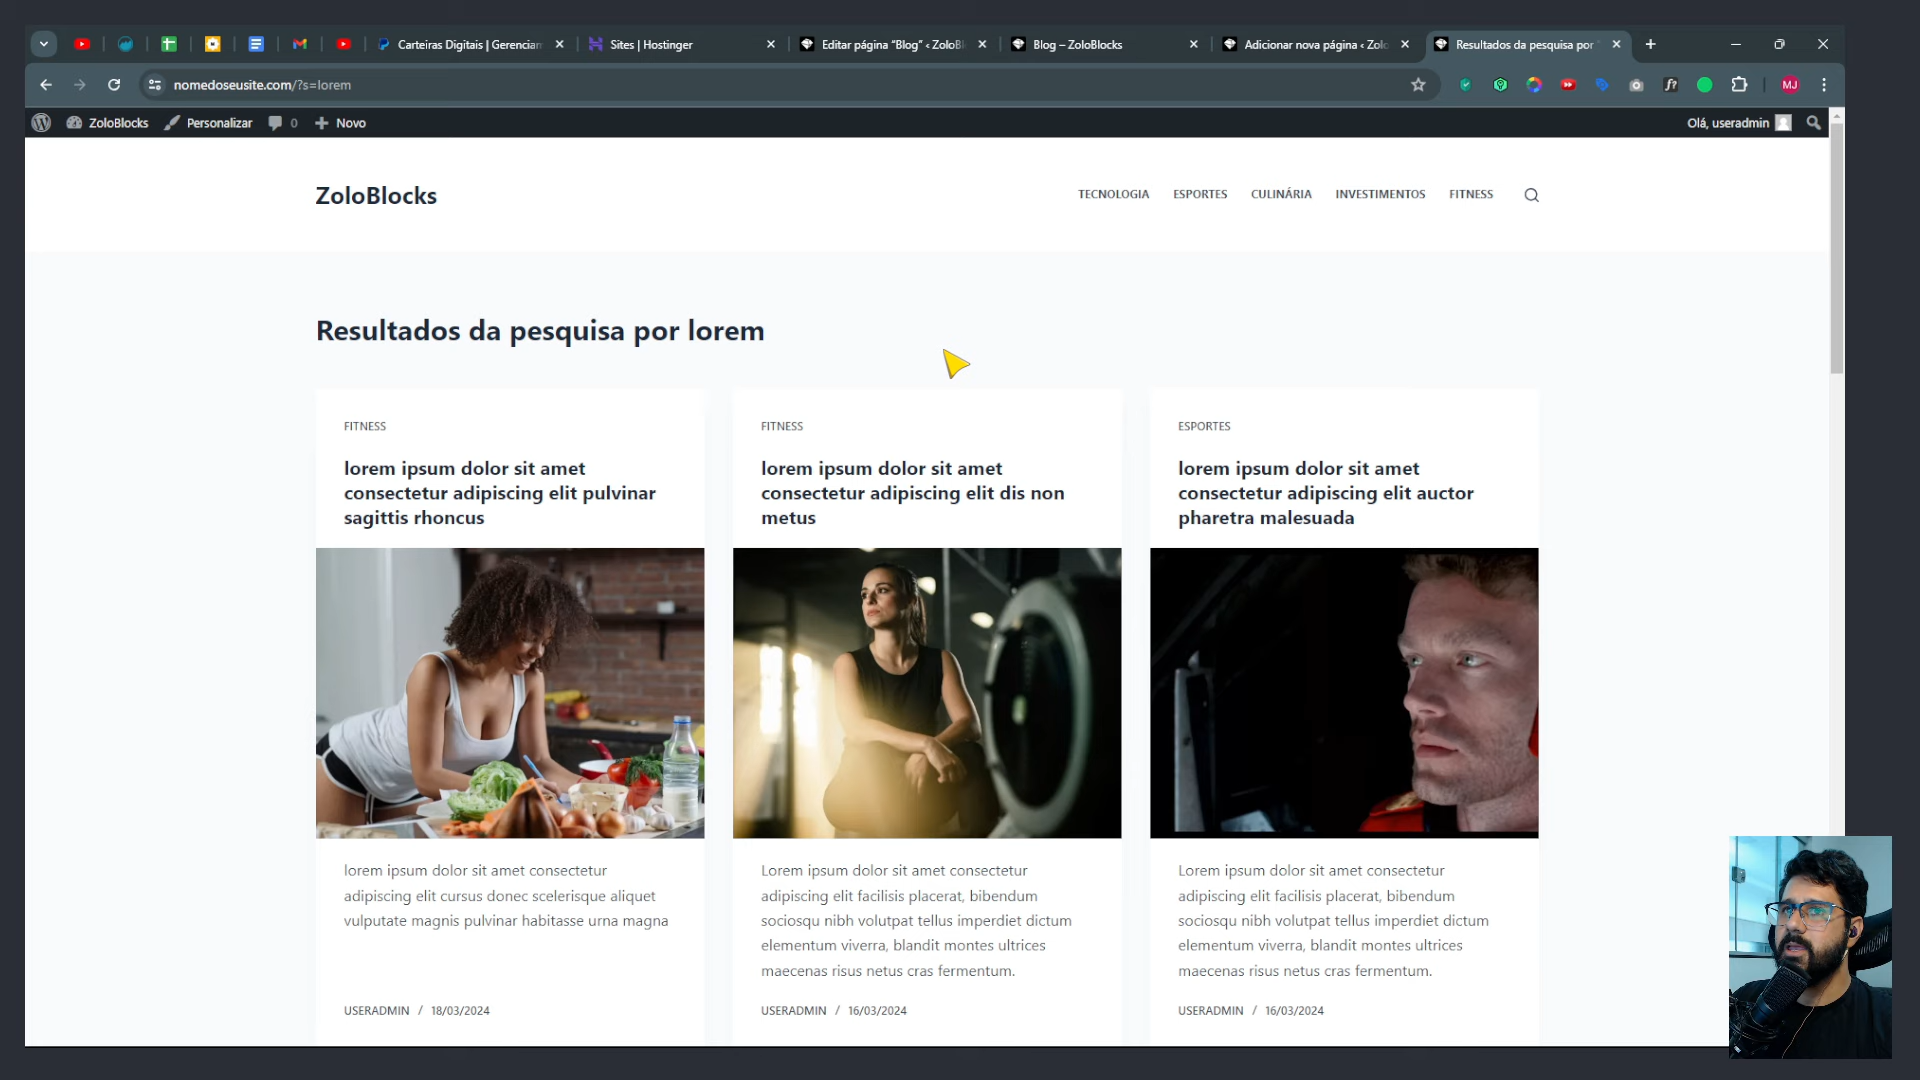 Carteiras Digitais | Gerencian
Sites | Hostinger
Editar página “Blog” ‹ ZoloBl
Blog – ZoloBlocks
Adicionar nova página ‹ Zolo
Resultados da pesquisa por
nomedoseusite.com/?s=lorem
MJ
ZoloBlocks
Personalizar
0
Novo
Olá, useradmin
ZoloBlocks
TECNOLOGIA
ESPORTES
CULINÁRIA
INVESTIMENTOS
FITNESS
Resultados da pesquisa por lorem
FITNESS
lorem ipsum dolor sit amet
consectetur adipiscing elit pulvinar
sagittis rhoncus
lorem ipsum dolor sit amet consectetur
adipiscing elit cursus donec scelerisque aliquet
vulputate magnis pulvinar habitasse urna magna
USERADMIN / 18/03/2024
FITNESS
lorem ipsum dolor sit amet
consectetur adipiscing elit dis non
metus
Lorem ipsum dolor sit amet consectetur
adipiscing elit facilisis placerat, bibendum
sociosqu nibh volutpat tellus imperdiet dictum
elementum viverra, blandit montes ultrices
maecenas risus netus cras fermentum.
USERADMIN / 16/03/2024
ESPORTES
lorem ipsum dolor sit amet
consectetur adipiscing elit auctor
pharetra malesuada
Lorem ipsum dolor sit amet consectetur
adipiscing elit facilisis placerat, bibendum
sociosqu nibh volutpat tellus imperdiet dictum
elementum viverra, blandit montes ultrices
maecenas risus netus cras fermentum.
USERADMIN / 16/03/2024